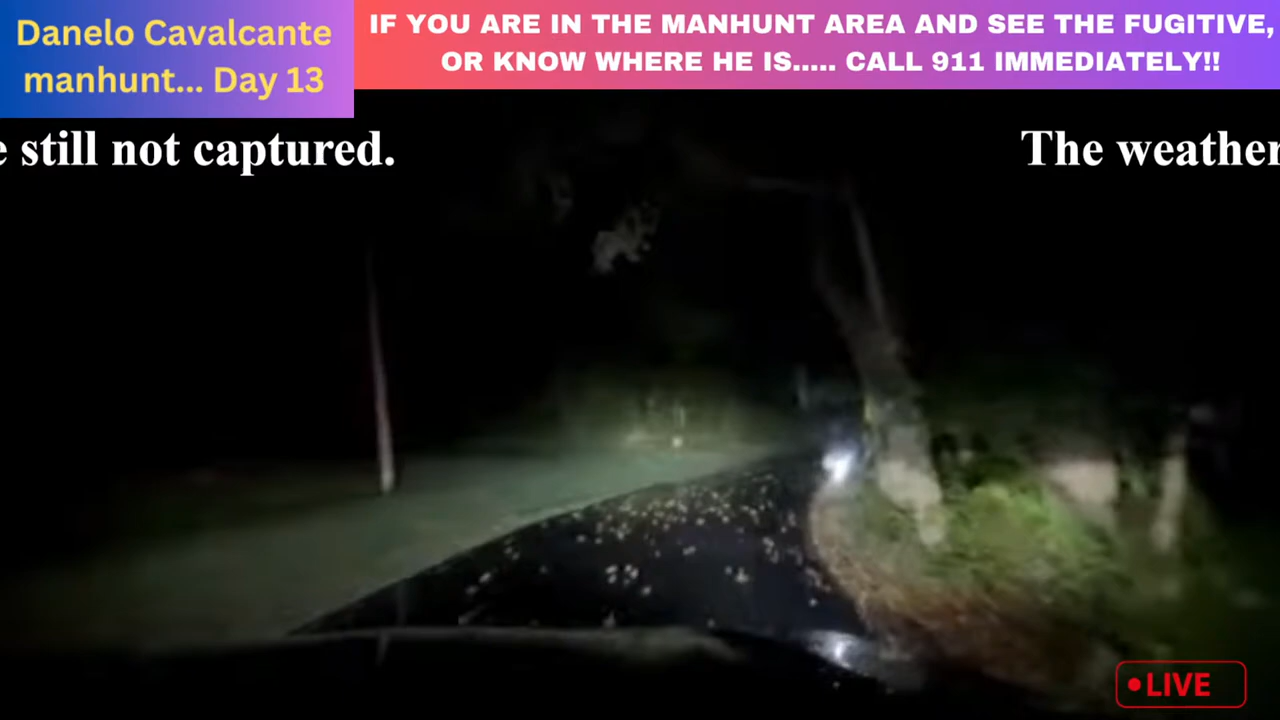 Danelo Cavalcante
manhunt... Day 13
IF YOU ARE IN THE MANHUNT AREA AND SEE THE FUGITIVE,
OR KNOW WHERE HE IS..... CALL 911 IMMEDIATELY!!
e still not captured.
The weather
LIVE